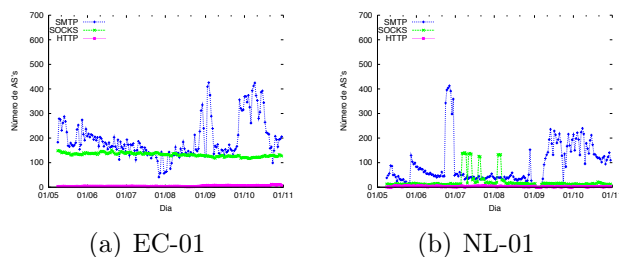 700
600
500
400
300
200
100
0
Número de AS's
SMTP
SOCKS
HTTP
01/05 01/06 01/07 01/08 01/09 01/10 01/11
Dia
(a) EC-01
700
600
500
400
300
200
100
0
Número de AS's
SMTP
SOCKS
HTTP
01/05 01/06 01/07 01/08 01/09 01/10 01/1
Dia
(b) NL-01